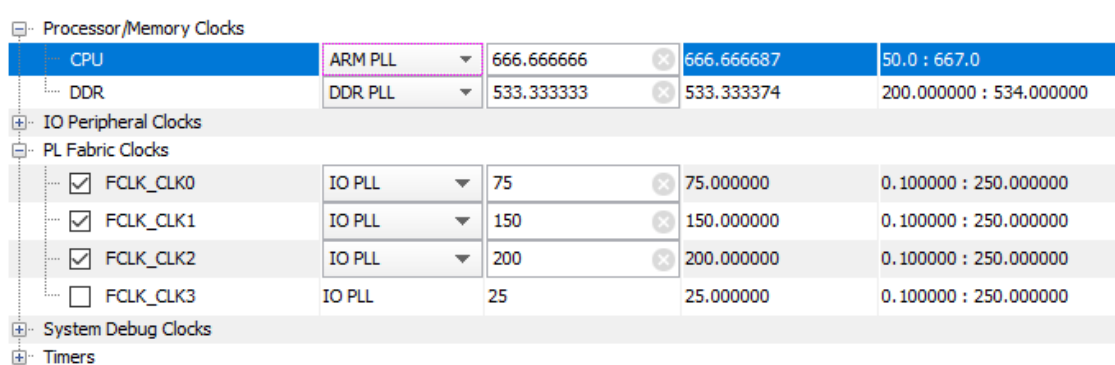 Processor/Memory Clocks
CPU ARM PLL 666.666666 666.666687 50.0 : 667.0
DDR DDR PLL 533.333333 533.333374 200.000000 : 534.000000
IO Peripheral Clocks
PL Fabric Clocks
FCLK_CLK0 IO PLL 75 75.000000 0.100000 : 250.000000
FCLK_CLK1 IO PLL 150 150.000000 0.100000 : 250.000000
FCLK_CLK2 IO PLL 200 200.000000 0.100000 : 250.000000
FCLK_CLK3 IO PLL 25 25.000000 0.100000 : 250.000000
System Debug Clocks
Timers